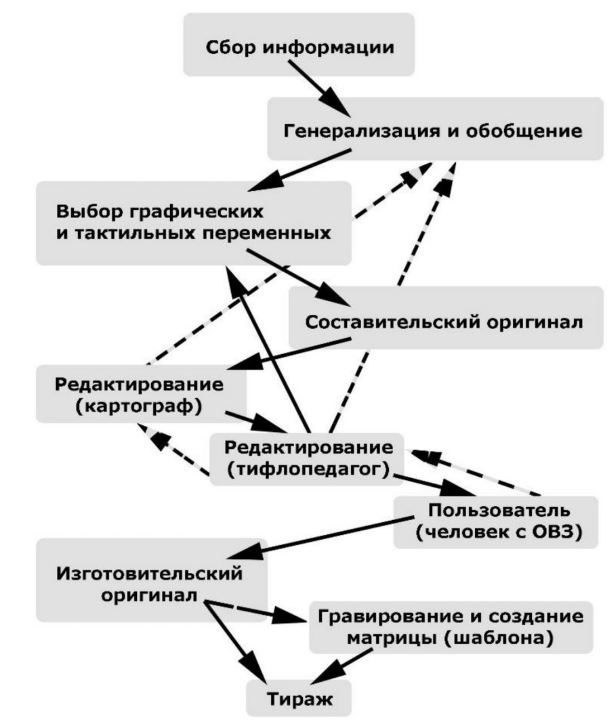 Сбор информации
Генерализация и обобщение
Выбор графических
и тактильных переменных
Составительский оригинал
Редактирование
(картограф)
Редактирование
(тифлопедагог)
Пользователь
(человек с ОВЗ)
Изготовительский
оригинал
Гравирование и создание
матрицы (шаблона)
Тираж